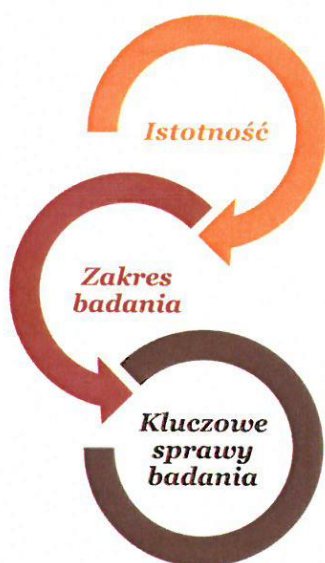 Istotność
Zakres
badania
Kluczowe
sprawy
badania